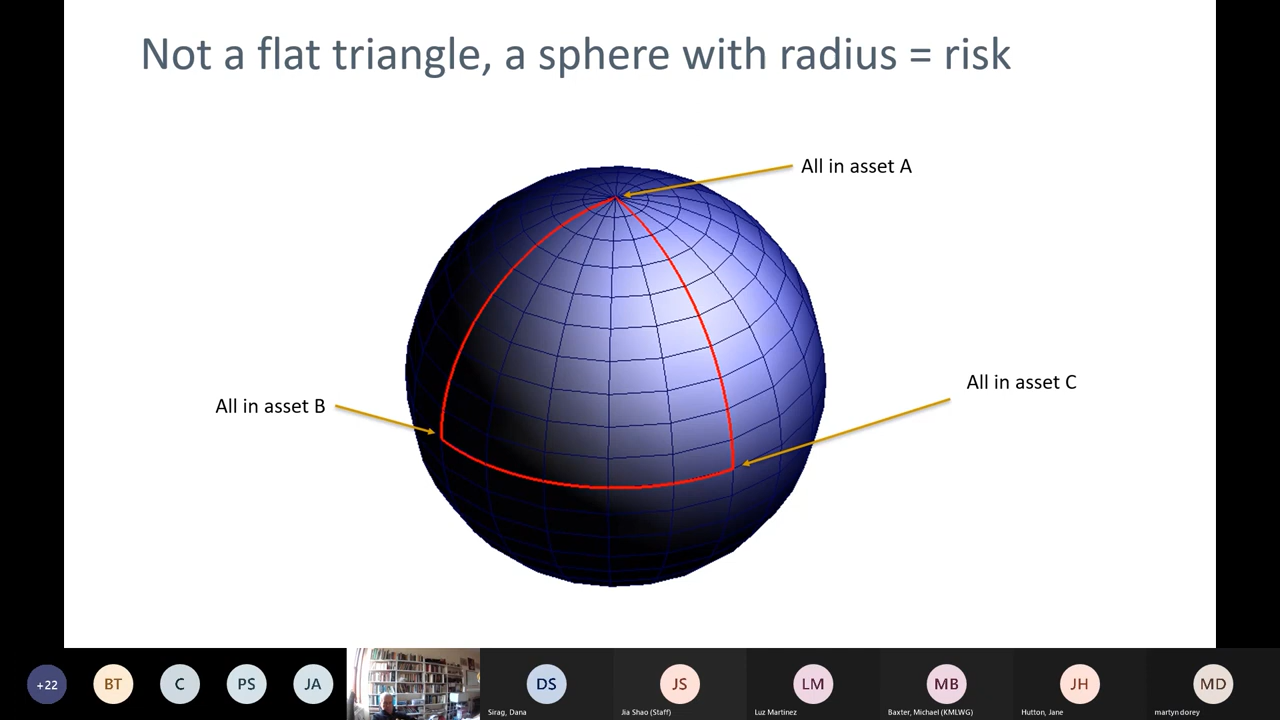 Not a flat triangle, a sphere with radius = risk
All in asset A
All in asset C
All in asset B
+22
BT
C
PS
JA
DS
JS
LM
MB
JH
MD
Sirag, Dana
Jia Shao (Staff)
Luz Martinez
Baxter, Michael (KMLWG)
Hutton, Jane
martyn dorey